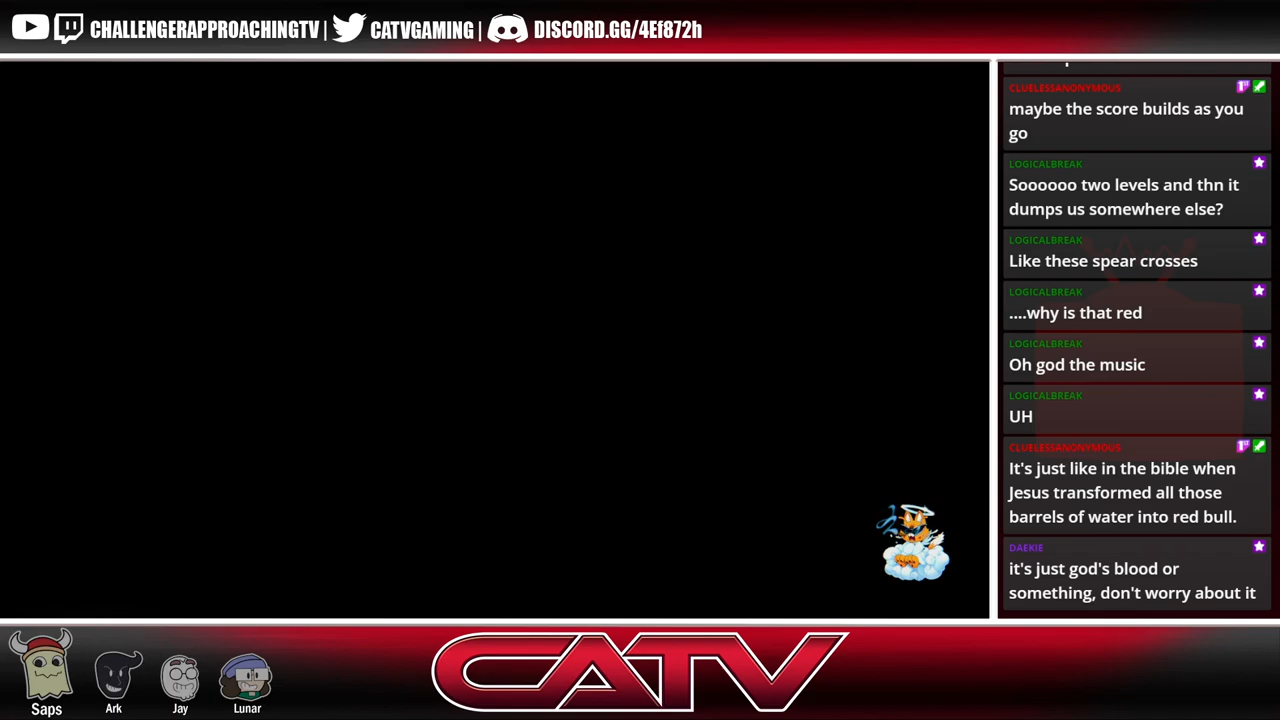 CHALLENGERAPPROACHINGTV | CATVGAMING | DISCORD.GG/4Ef872h
CLUELESSANONYMOUS
maybe the score builds as you
go
LOGICALBREAK
Soooooo two levels and thn it
dumps us somewhere else?
LOGICALBREAK
Like these spear crosses
LOGICALBREAK
....why is that red
LOGICALBREAK
Oh god the music
LOGICALBREAK
UH
CLUELESSANONYMOUS
It's just like in the bible when
Jesus transformed all those
barrels of water into red bull.
DAEKIE
it's just god's blood or
something, don't worry about it
CATV
Saps Ark Jay Lunar